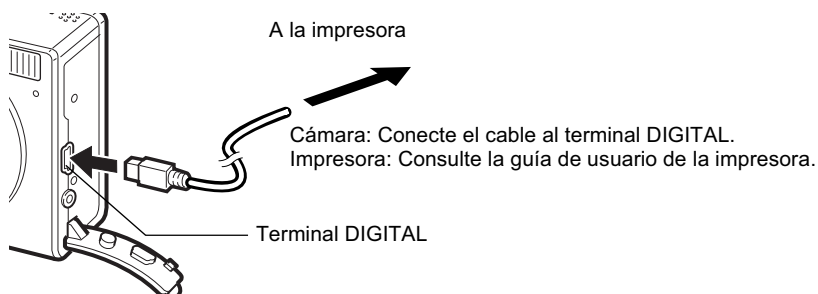 A la impresora
Cámara: Conecte el cable al terminal DIGITAL.
Impresora: Consulte la guía de usuario de la impresora.
Terminal DIGITAL